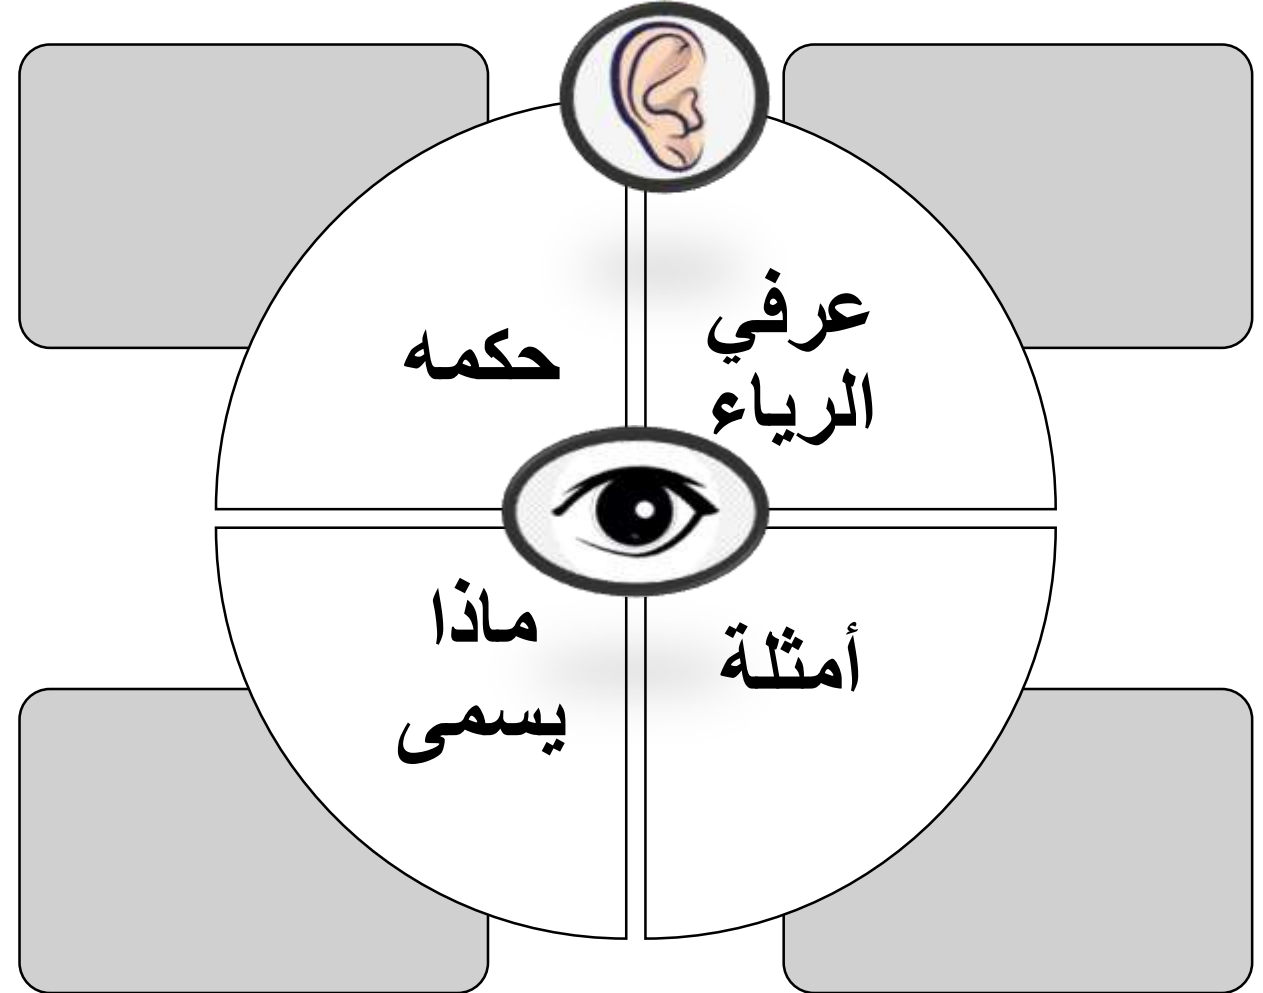 عرفي
الرياء
حكمه
أمثلة
ماذا
يسمى